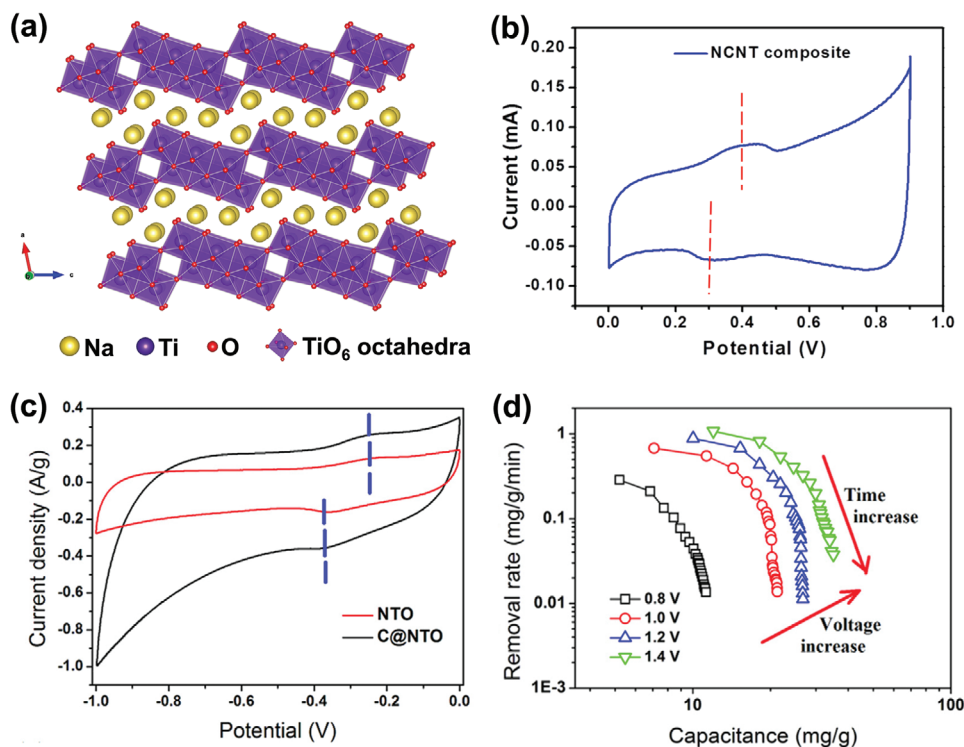 (a)
a
c
Na Ti O TiO6 octahedra
(b)
NCNT composite
Current (mA)
0.20
0.15
0.10
0.05
0.00
-0.05
-0.10
0.0 0.2 0.4 0.6 0.8 1.0
Potential (V)
(c)
Current density (A/g)
0.4
0.2
0.0
-0.2
-0.4
-0.6
-0.8
-1.0
NTO
C@NTO
-1.0 -0.8 -0.6 -0.4 -0.2 0.0
Potential (V)
(d)
Removal rate (mg/g/min)
1
0.1
0.01
1E-3
Time
increase
Voltage
increase
0.8 V
1.0 V
1.2 V
1.4 V
10 100
Capacitance (mg/g)